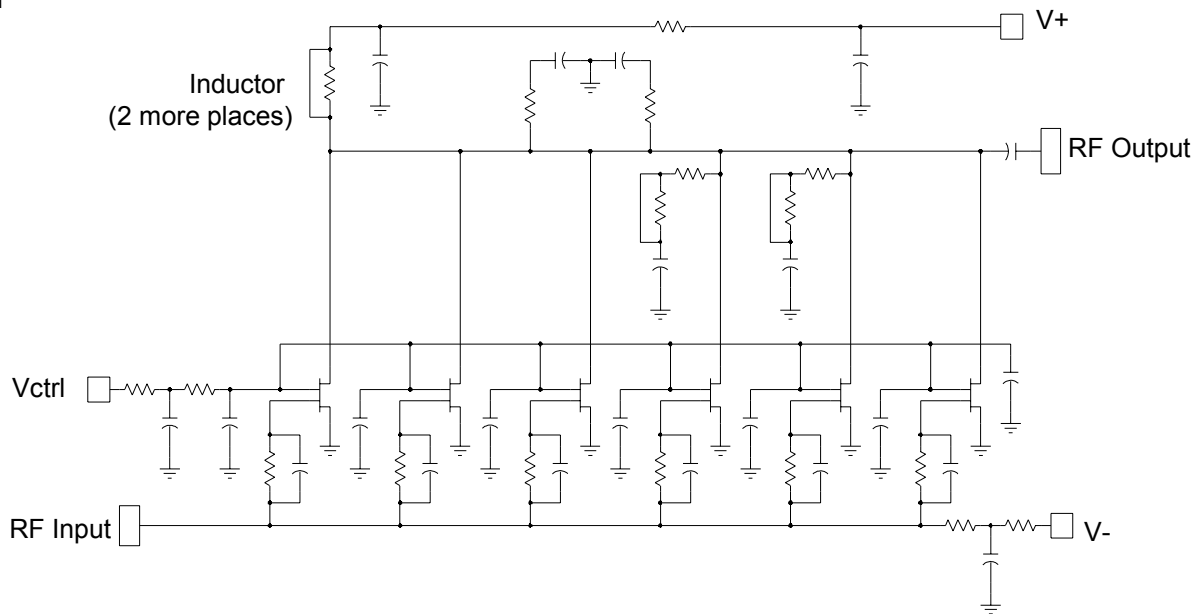 V+
Inductor
(2 more places)
RF Output
Vctrl
RF Input
V-